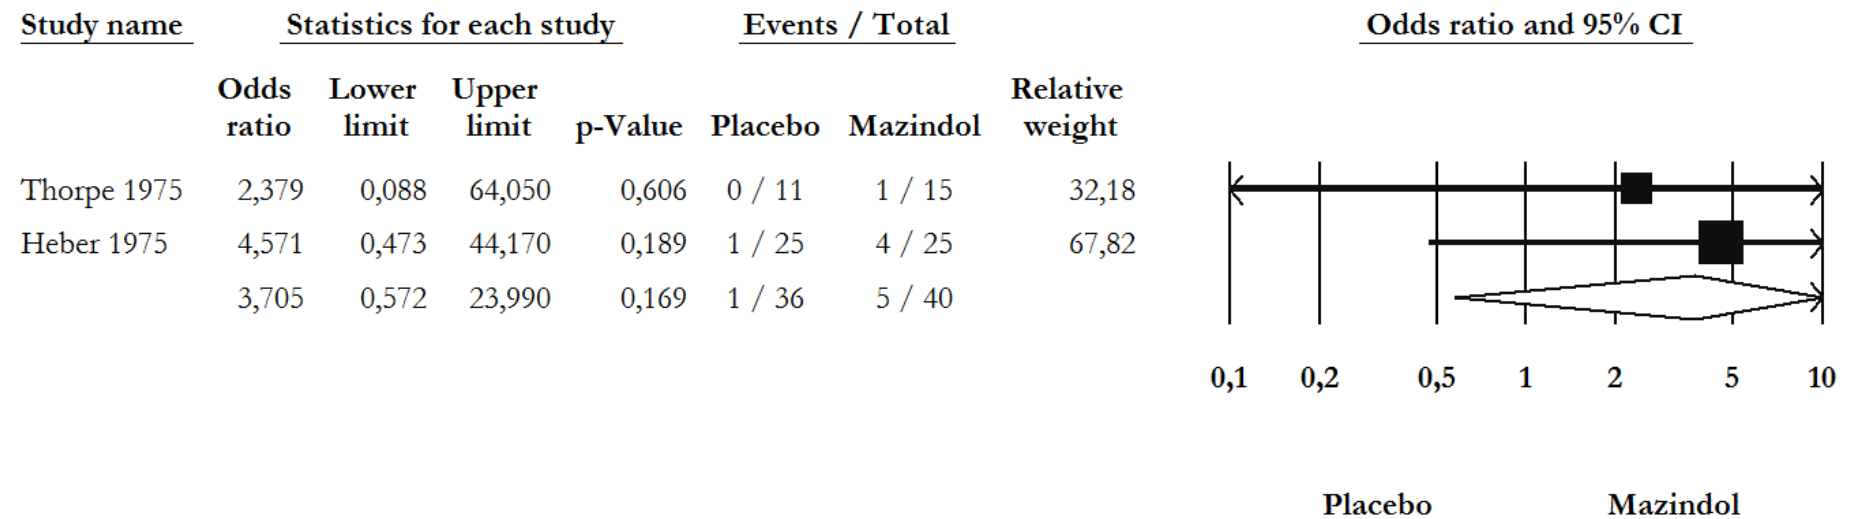 Study name Statistics for each study Events / Total Odds ratio and 95% CI
Odds Lower Upper Relative
ratio limit limit p-Value Placebo Mazindol weight
Thorpe 1975 2,379 0,088 64,050 0,606 0 / 11 1 / 15 32,18
Heber 1975 4,571 0,473 44,170 0,189 1 / 25 4 / 25 67,82
3,705 0,572 23,990 0,169 1 / 36 5 / 40
0,1 0,2 0,5 1 2 5 10
Placebo Mazindol